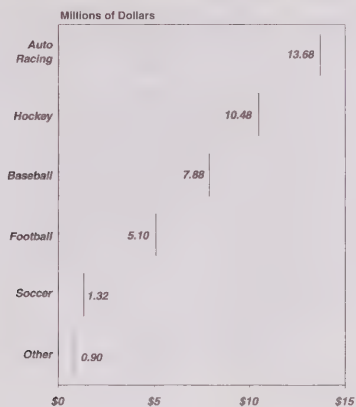 Millions of Dollars
Auto
Racing
13.68
Hockey
10.48
Baseball
7.88
Football
5.10
Soccer
1.32
Other
0.90
$0 $5 $10 $15